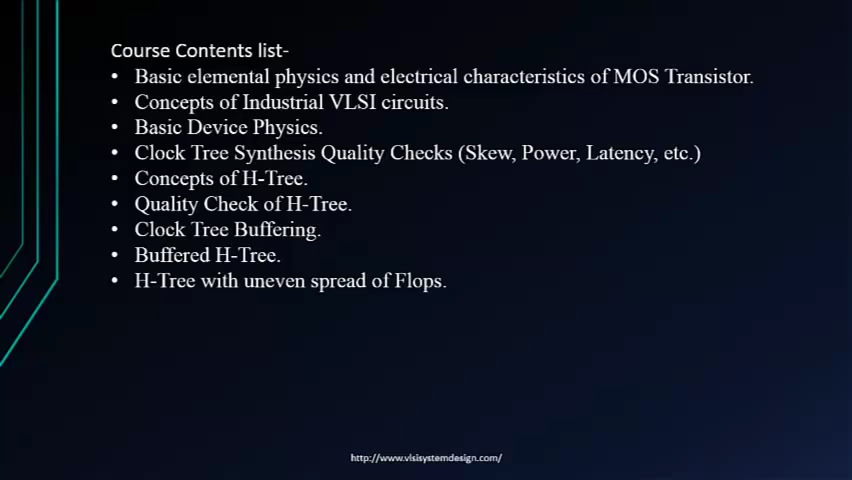 Course Contents list-
• Basic elemental physics and electrical characteristics of MOS Transistor.
• Concepts of Industrial VLSI circuits.
• Basic Device Physics.
• Clock Tree Synthesis Quality Checks (Skew, Power, Latency, etc.)
• Concepts of H-Tree.
• Quality Check of H-Tree.
• Clock Tree Buffering.
• Buffered H-Tree.
• H-Tree with uneven spread of Flops.
http://www.vlsisystemdesign.com/